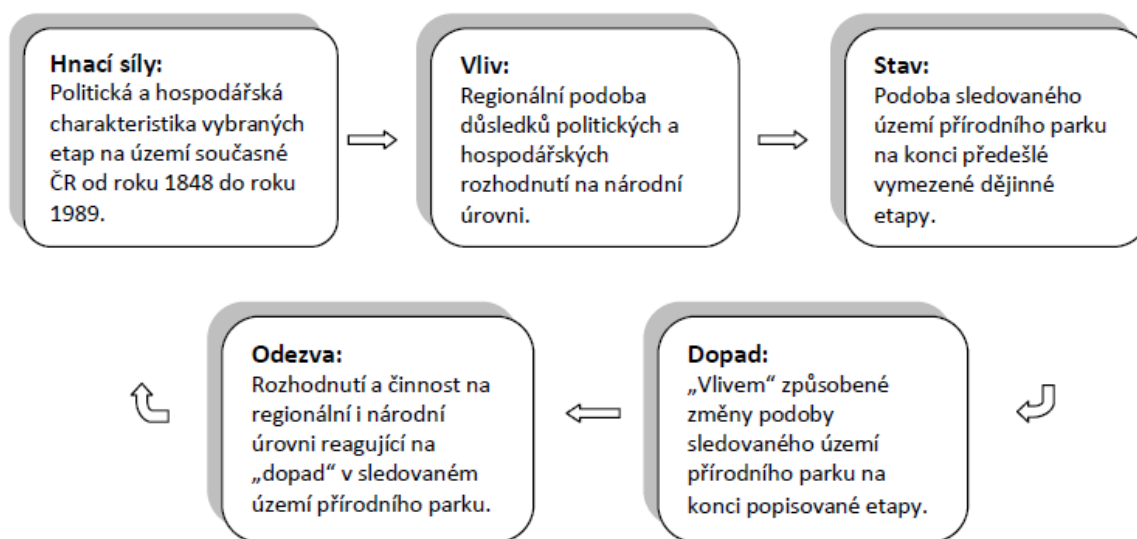 Hnací síly:
Politická a hospodářská
charakteristika vybraných
etap na území současné
ČR od roku 1848 do roku
1989.
Vliv:
Regionální podoba
důsledků politických a
hospodářských
rozhodnutí na národní
úrovni.
Stav:
Podoba sledovaného
území přírodního parku
na konci předešlé
vymezené dějinné
etapy.
Odezva:
Rozhodnutí a činnost na
regionální i národní
úrovni reagující na
„dopad“ v sledovaném
území přírodního parku.
Dopad:
„Vlivem“ způsobené
změny podoby
sledovaného území
přírodního parku na
konci popisované etapy.